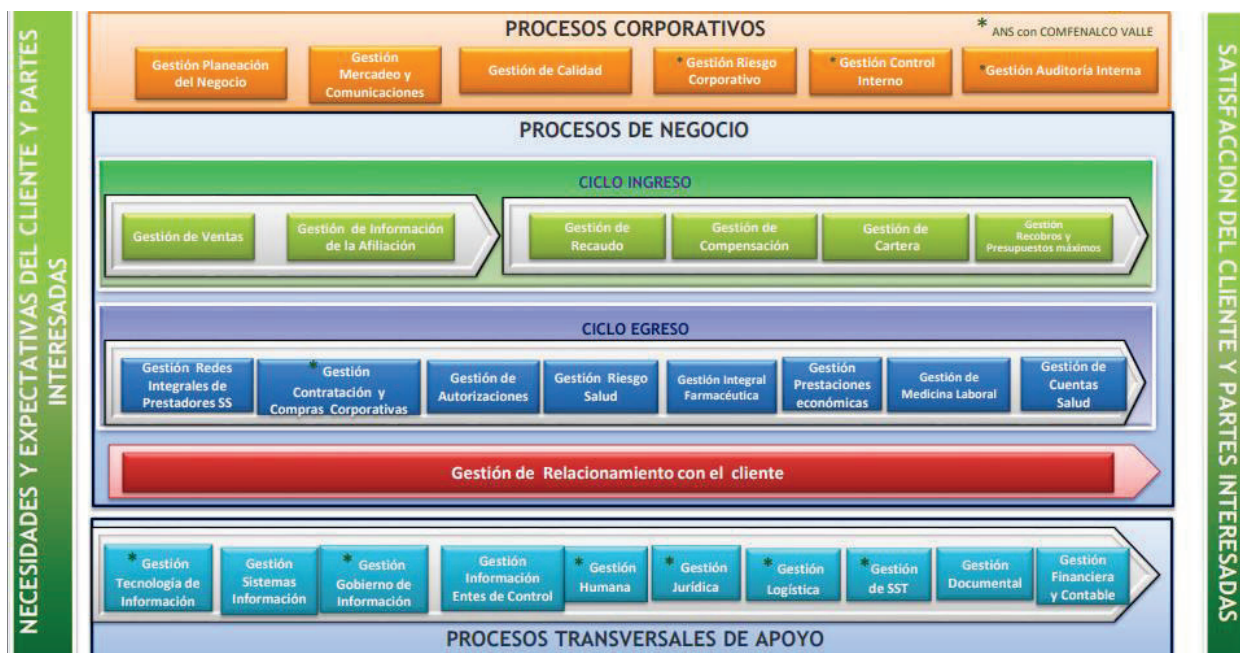 NECESIDADES Y EXPECTATIVAS DEL CLIENTE Y PARTES
INTERESADAS
PROCESOS CORPORATIVOS
* ANS con COMFENALCO VALLE
Gestión Planeación
del Negocio
Gestión
Mercadeo y
Comunicaciones
Gestión de Calidad
* Gestión Riesgo
Corporativo
* Gestión Control
Interno
*Gestión Auditoría Interna
PROCESOS DE NEGOCIO
CICLO INGRESO
Gestión de Ventas
Gestión de Información
de la Afiliación
Gestión de
Recaudo
Gestión de
Compensación
Gestión de
Cartera
Gestión
Recobros y
Presupuestos máximos
CICLO EGRESO
Gestión Redes
Integrales de
Prestadores SS
* Gestión
Contratación y
Compras Corporativas
Gestión de
Autorizaciones
Gestión Riesgo
Salud
Gestión Integral
Farmacéutica
Gestión
Prestaciones
económicas
Gestión de
Medicina Laboral
Gestión de
Cuentas
Salud
Gestión de Relacionamiento con el cliente
* Gestión
Tecnología de
Información
Gestión
Sistemas
Información
* Gestión
Gobierno de
Información
Gestión
Información
Entes de Control
* Gestión
Humana
* Gestión
Jurídica
* Gestión
Logística
* Gestión
de SST
Gestión
Documental
Gestión
Financiera
y Contable
PROCESOS TRANSVERSALES DE APOYO
SATISFACCION DEL CLIENTE Y PARTES INTERESADAS